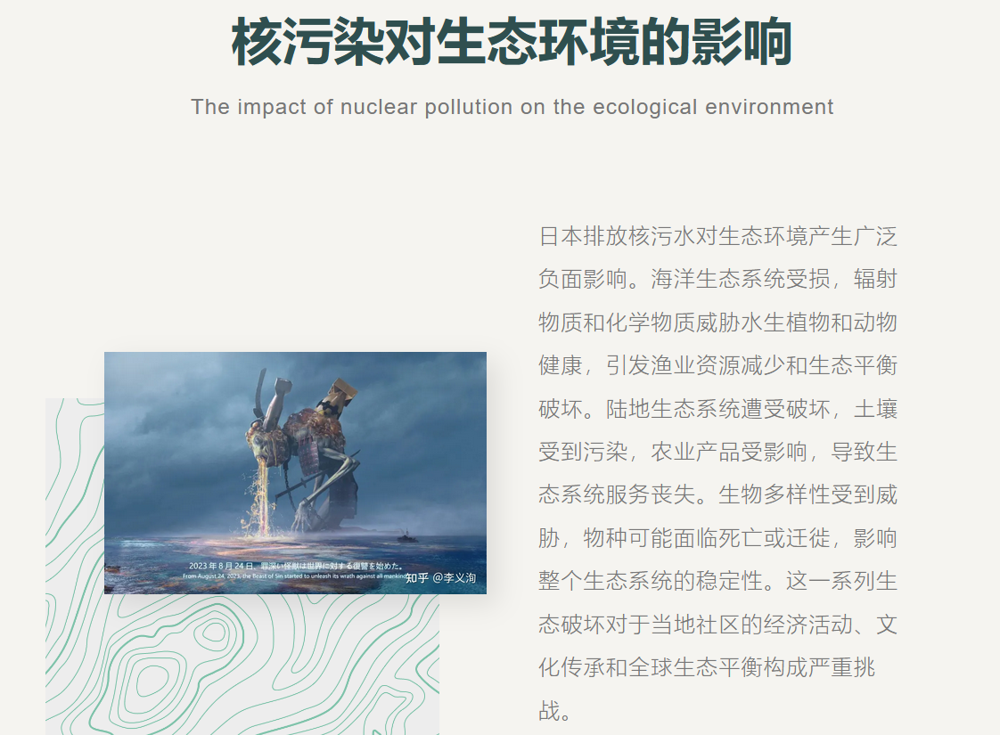 核污染对生态环境的影响
The impact of nuclear pollution on the ecological environment
日本排放核污水对生态环境产生广泛
负面影响。海洋生态系统受损，辐射
物质和化学物质威胁水生植物和动物
健康，引发渔业资源减少和生态平衡
破坏。陆地生态系统遭受破坏，土壤
受到污染，农业产品受影响，导致生
态系统服务丧失。生物多样性受到威
胁，物种可能面临死亡或迁徙，影响
整个生态系统的稳定性。这一系列生
态破坏对于当地社区的经济活动、文
化传承和全球生态平衡构成严重挑
战。
2023 年 8 月 24 日、罪深い怪獣は世界に対する復讐を始めた。
From August 24, 2023, the Beast of Sin started to unleash its wrath against all mankind
知乎 @李义洵